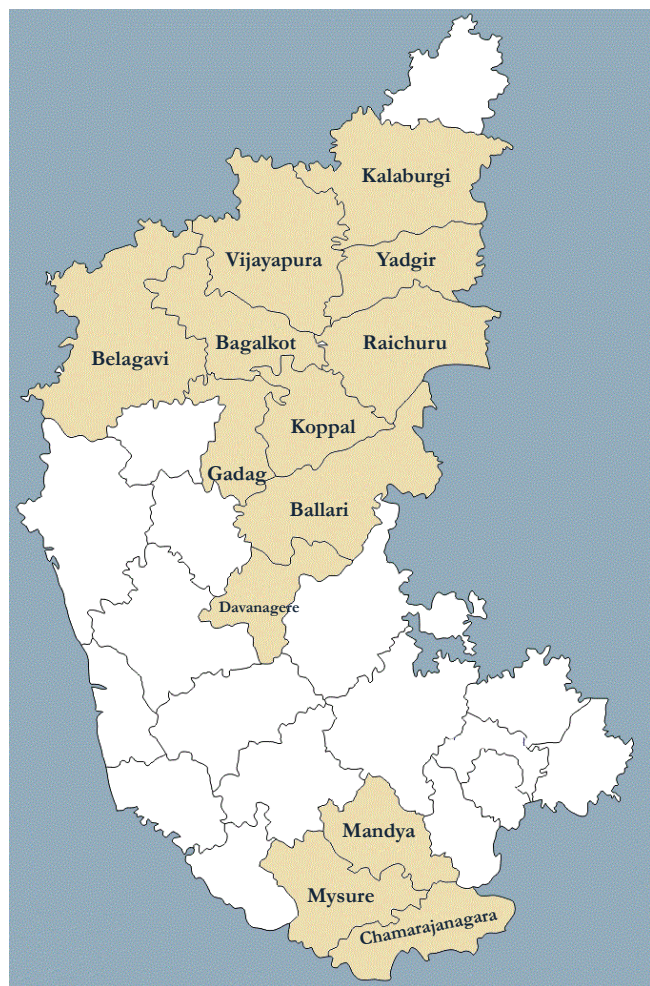 Kalaburgi
Vijayapura
Yadgir
Bagalkot
Raichuru
Belagavi
Koppal
Gadag
Ballari
Davanagere
Mandya
Mysure
Chamarajanagara